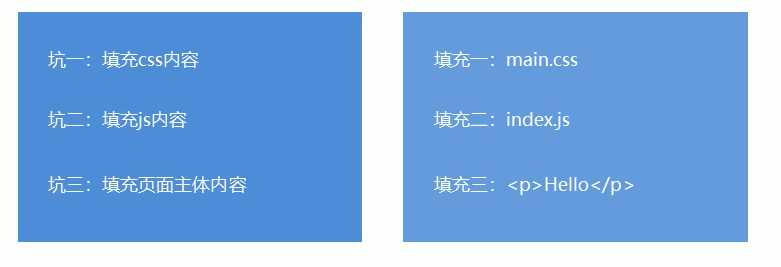 坑一：填充css内容
坑二：填充js内容
坑三：填充页面主体内容
填充一：main.css
填充二：index.js
填充三：<p>Hello</p>